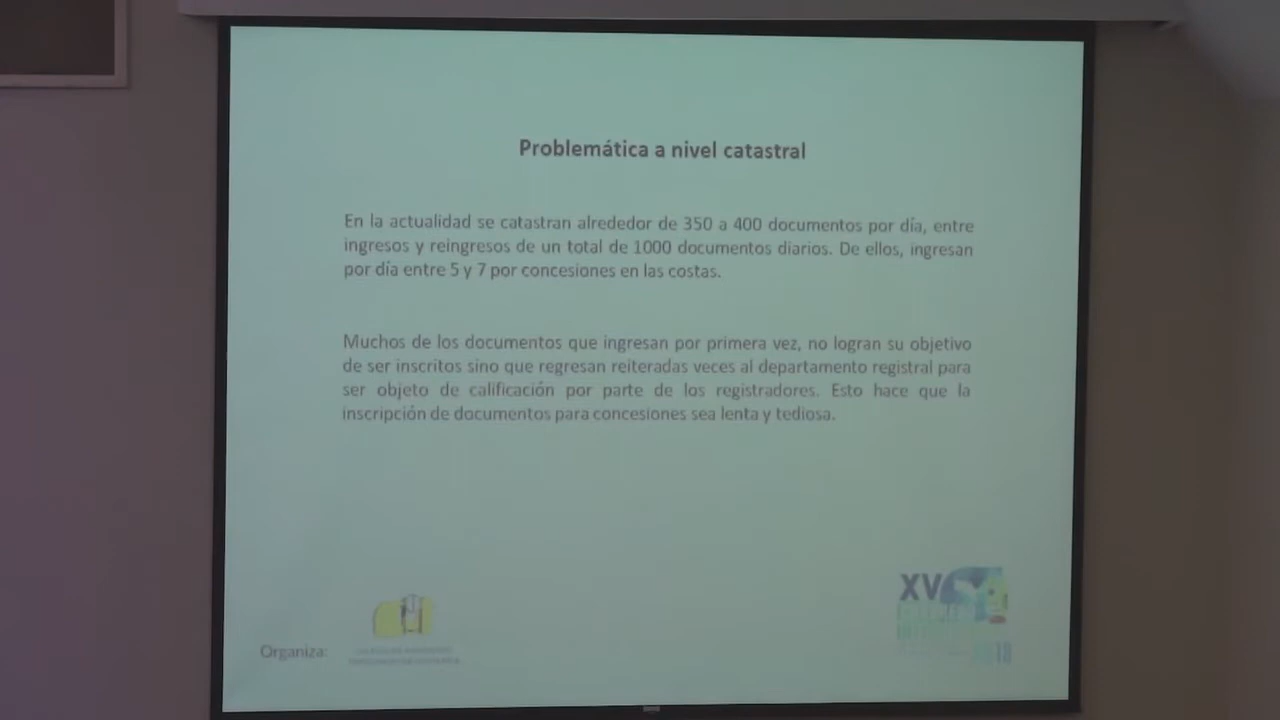 Problemática a nivel catastral
En la actualidad se catastran alrededor de 350 a 400 documentos por día, entre
ingresos y reingresos de un total de 1000 documentos diarios. De ellos, ingresan
por día entre 5 y 7 por concesiones en las costas.
Muchos de los documentos que ingresan por primera vez, no logran su objetivo
de ser inscritos sino que regresan reiteradas veces al departamento registral para
ser objeto de calificación por parte de los registradores. Esto hace que la
inscripción de documentos para concesiones sea lenta y tediosa.
XV
Organiza: